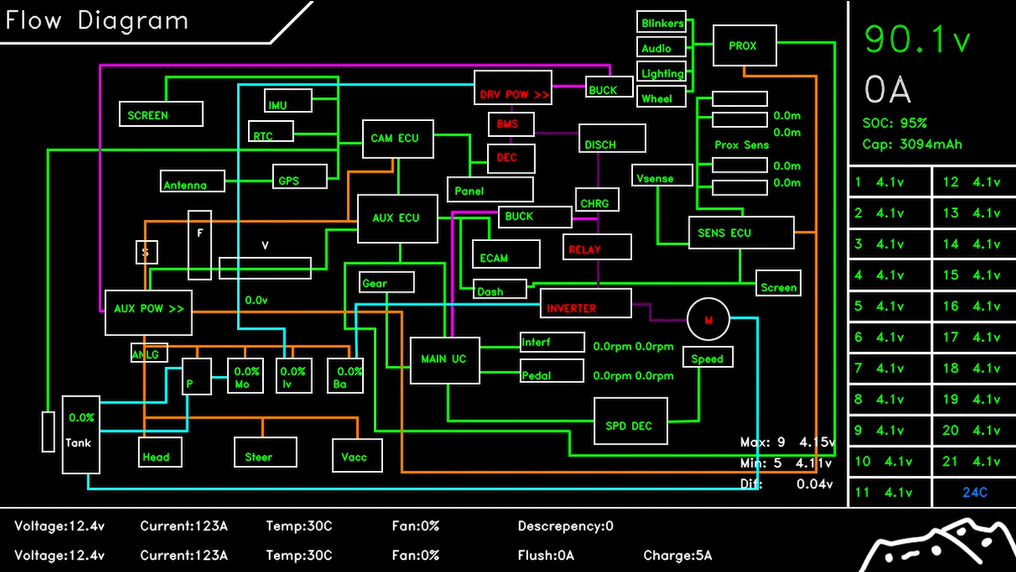 Flow Diagram
Blinkers
Audio
Lighting
Wheel
PROX
90.1v
0A
SOC: 95%
Cap: 3094mAh
SCREEN
IMU
RTC
CAM ECU
DRV POW >>
BUCK
BMS
DEC
DISCH
0.0m
0.0m
Prox Sens
0.0m
0.0m
Antenna
GPS
Panel
Vsense
CHRG
AUX ECU
BUCK
SENS ECU
F
V
S
ECAM
RELAY
Gear
Dash
Screen
AUX POW >>
0.0v
INVERTER
M
ANLG
MAIN UC
Interf
0.0rpm 0.0rpm
Speed
P
0.0%
Mo
0.0%
Iv
0.0%
Ba
Pedal
0.0rpm 0.0rpm
0.0%
Tank
SPD DEC
Head
Steer
Vacc
Max: 9 4.15v
Min: 5 4.11v
Dif: 0.04v
1 4.1v 12 4.1v
2 4.1v 13 4.1v
3 4.1v 14 4.1v
4 4.1v 15 4.1v
5 4.1v 16 4.1v
6 4.1v 17 4.1v
7 4.1v 18 4.1v
8 4.1v 19 4.1v
9 4.1v 20 4.1v
10 4.1v 21 4.1v
11 4.1v 24C
Voltage:12.4v Current:123A Temp:30C Fan:0% Descrepency:0
Voltage:12.4v Current:123A Temp:30C Fan:0% Flush:0A Charge:5A